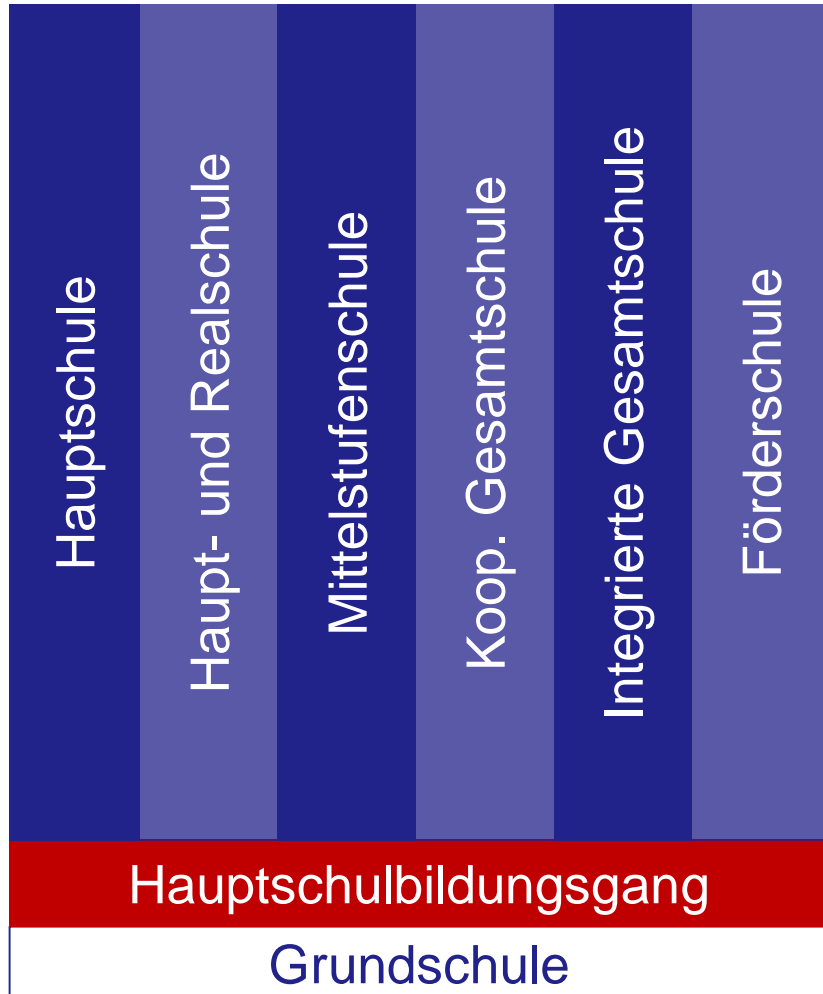 Hauptschule
Haupt- und Realschule
Mittelstufenschule
Koop. Gesamtschule
Integrierte Gesamtschule
Förderschule
Hauptschulbildungsgang
Grundschule